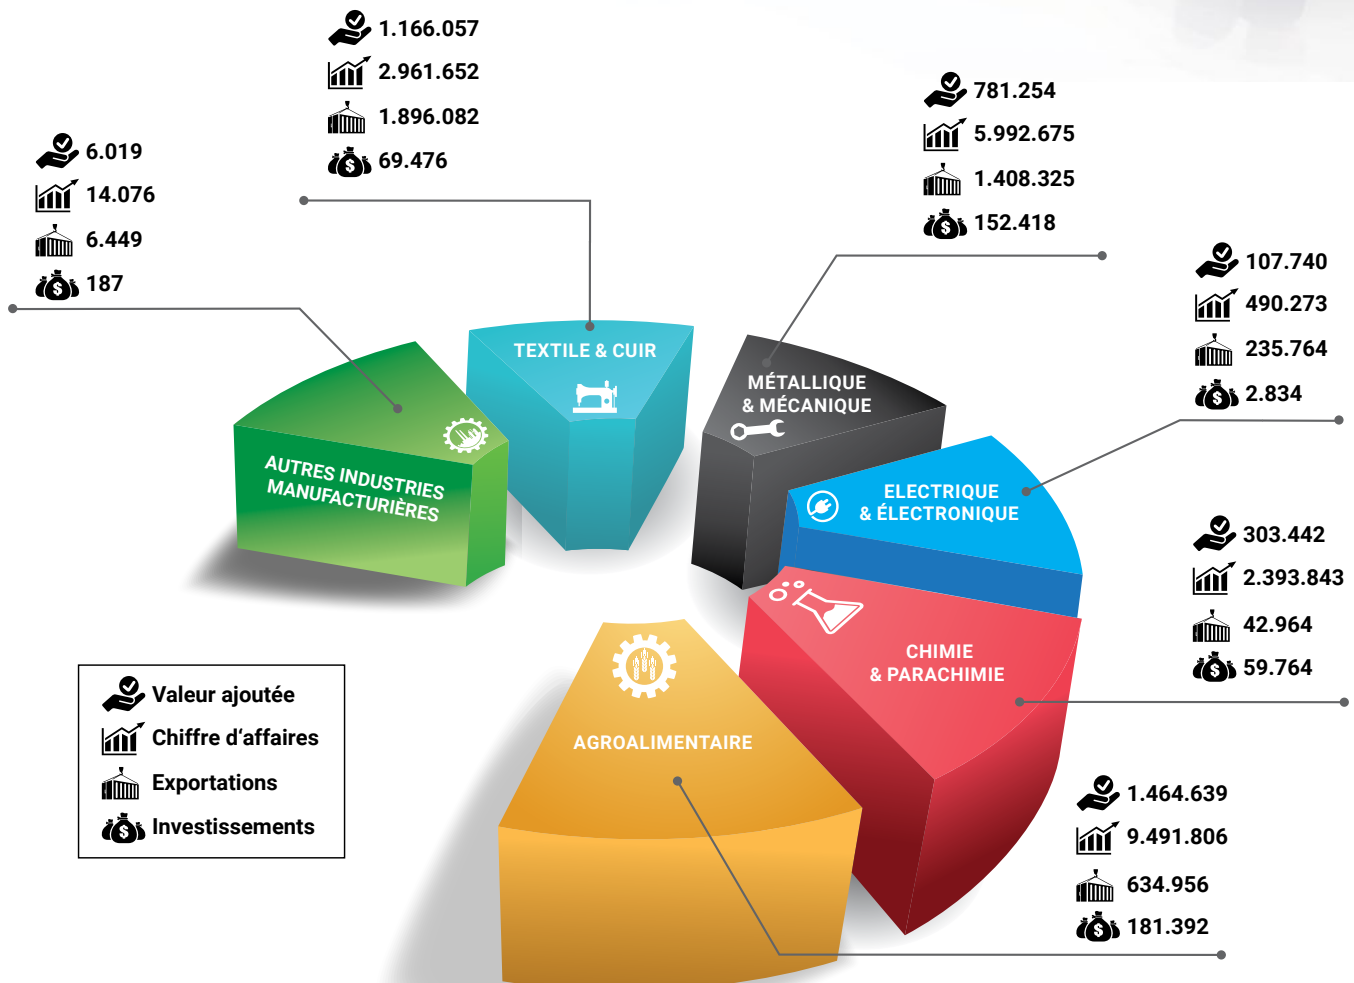 1.166.057
2.961.652
1.896.082
69.476
781.254
5.992.675
1.408.325
152.418
6.019
14.076
6.449
187
107.740
490.273
235.764
2.834
TEXTILE & CUIR
MÉTALLIQUE
& MÉCANIQUE
AUTRES INDUSTRIES
MANUFACTURIÈRES
ELECTRIQUE
& ÉLECTRONIQUE
303.442
2.393.843
42.964
59.764
CHIMIE
& PARACHIMIE
AGROALIMENTAIRE
Valeur ajoutée
Chiffre d'affaires
Exportations
Investissements
1.464.639
9.491.806
634.956
181.392